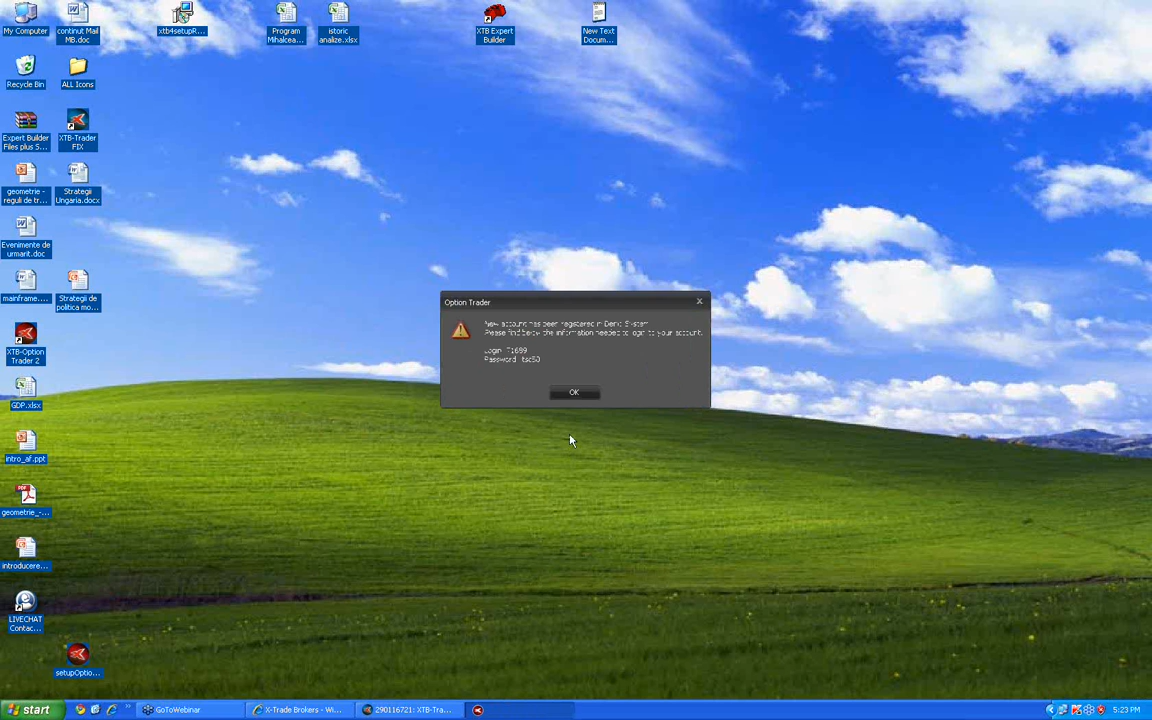 My Computer
continut Mail
MB.doc
xtb4setupR...
Program
Mihalcea...
istoric
analize.xlsx
XTB Expert
Builder
New Text
Docum...
Recycle Bin
ALL Icons
Expert Builder
Files plus S...
XTB-Trader
FIX
geometrie -
reguli de tr...
Strategii
Ungaria.docx
Evenimente de
urmarit.doc
mainframe....
Strategii de
politica mo...
XTB-Option
Trader 2
Option Trader
X
New account has been registered in Demo System
Please find below the information needed to login to your account.
Login: T1689
Password: tsc50
OK
GDP.xlsx
intro_af.ppt
geometrie_-...
introducere...
LIVECHAT
Contac...
setupOptio...
start
GoToWebinar
X-Trade Brokers - Wi...
290116721: XTB-Tra...
5:23 PM